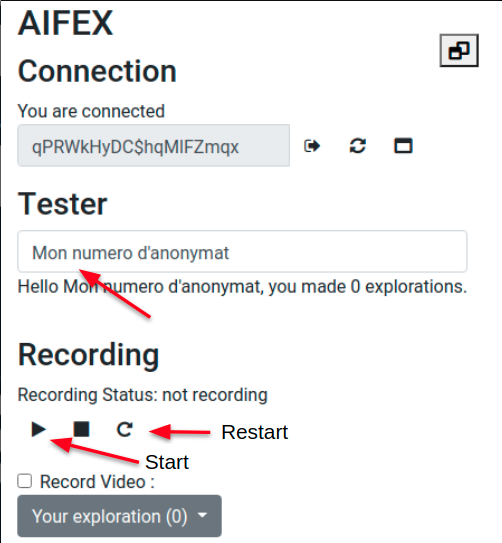 AIFEX
Connection
You are connected
qPRWkHyDC$hqMIFZmqx
Tester
Mon numero d'anonymat
Hello Mon numero d'anonymat, you made 0 explorations.
Recording
Recording Status: not recording
Restart
Start
Record Video :
Your exploration (0)